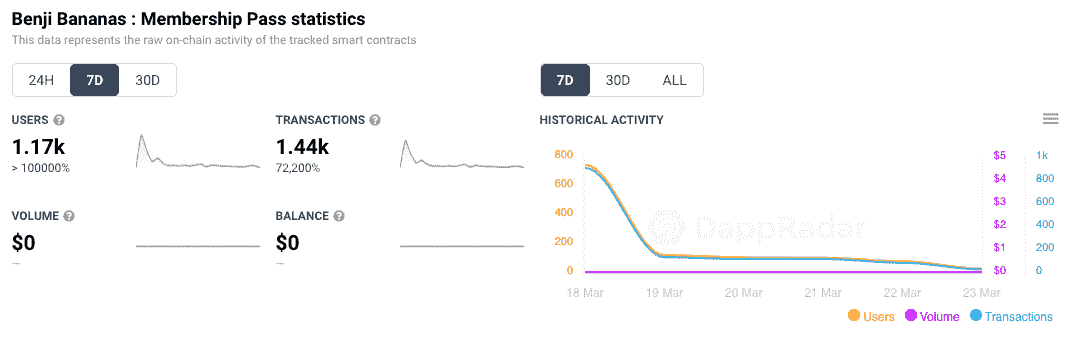 Benji Bananas : Membership Pass statistics
This data represents the raw on-chain activity of the tracked smart contracts
24H 7D 30D
7D 30D ALL
USERS ?
1.17k
> 100000%
TRANSACTIONS ?
1.44k
72,200%
VOLUME ?
$0
--
BALANCE ?
$0
--
HISTORICAL ACTIVITY
800 $5 1k
600 $4 800
400 $3 600
200 $2 400
$1 200
0 $0 0
DappRadar
18 Mar 19 Mar 20 Mar 21 Mar 22 Mar 23 Mar
Users Volume Transactions